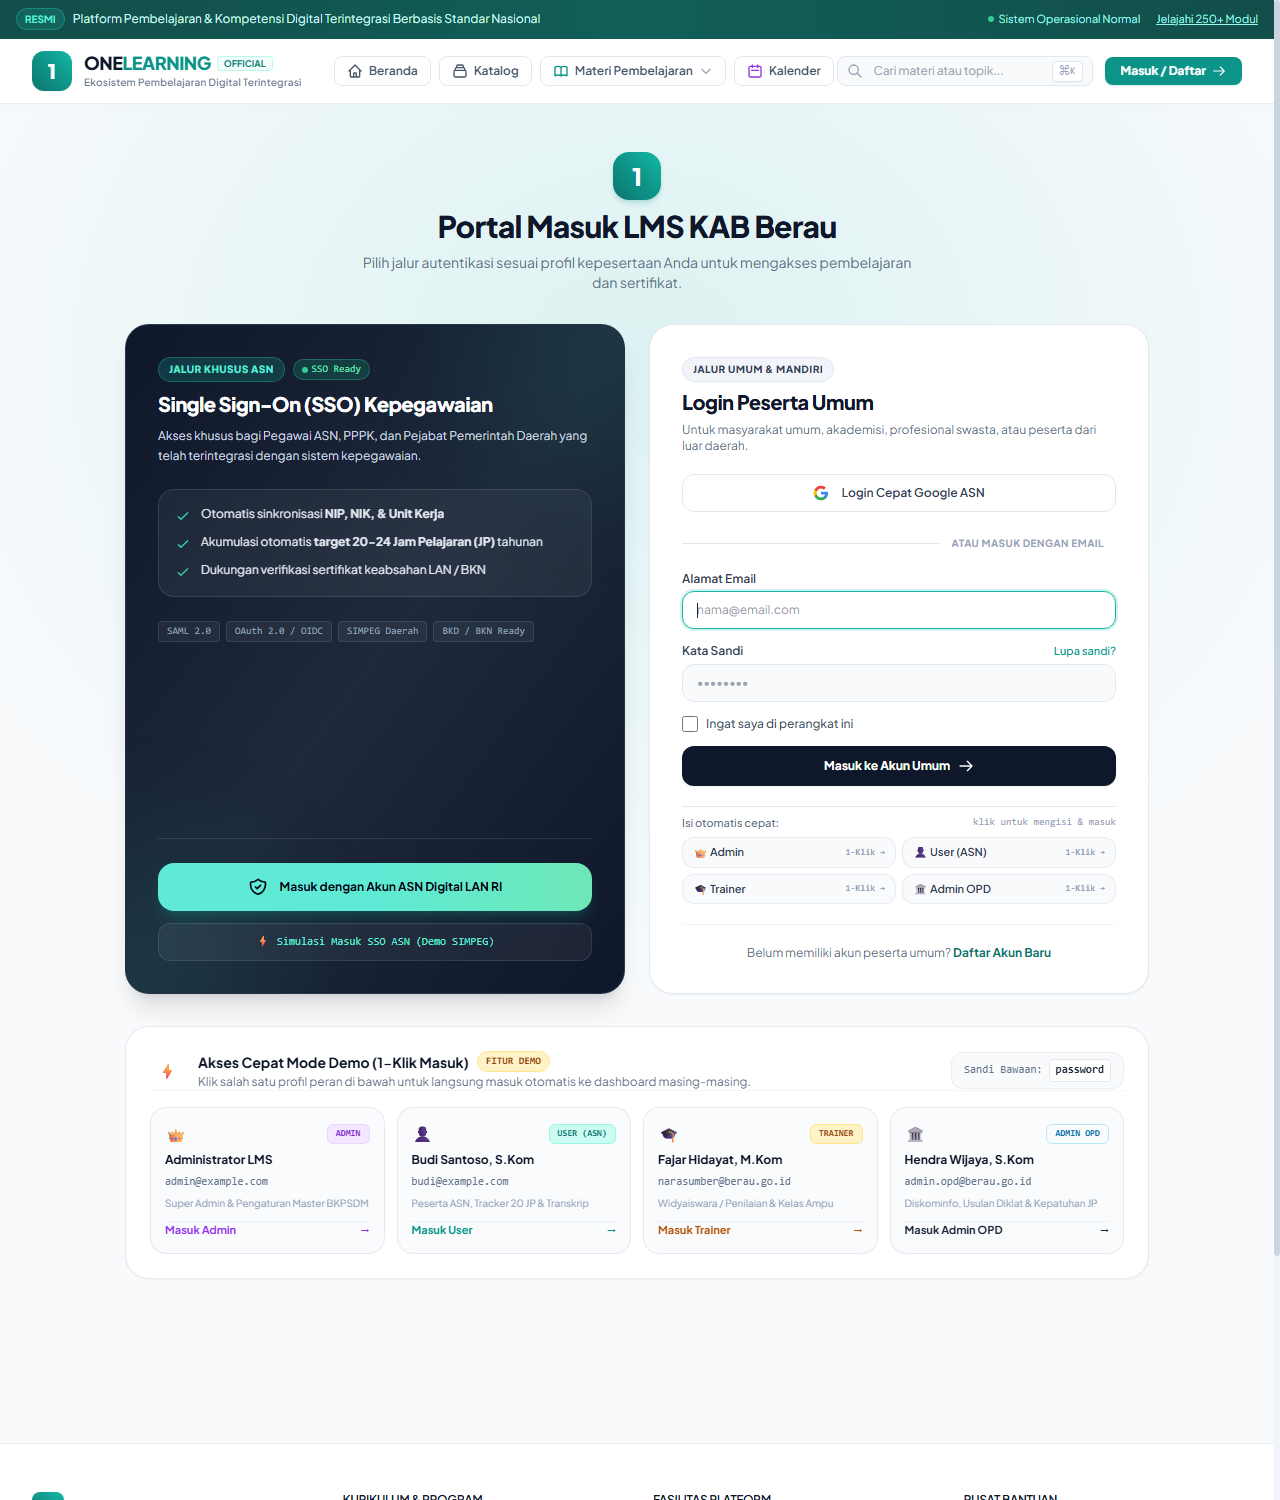 RESMI Platform Pembelajaran & Kompetensi Digital Terintegrasi Berbasis Standar Nasional
Sistem Operasional Normal Jelajahi 250+ Modul
1 ONELEARNING OFFICIAL
Ekosistem Pembelajaran Digital Terintegrasi
Beranda Katalog Materi Pembelajaran Kalender Cari materi atau topik... ⌘K Masuk / Daftar →
1
Portal Masuk LMS KAB Berau
Pilih jalur autentikasi sesuai profil kepesertaan Anda untuk mengakses pembelajaran
dan sertifikat.
JALUR KHUSUS ASN SSO Ready
Single Sign-On (SSO) Kepegawaian
Akses khusus bagi Pegawai ASN, PPPK, dan Pejabat Pemerintah Daerah yang
telah terintegrasi dengan sistem kepegawaian.
Otomatis sinkronisasi NIP, NIK, & Unit Kerja
Akumulasi otomatis target 20-24 Jam Pelajaran (JP) tahunan
Dukungan verifikasi sertifikat keabsahan LAN / BKN
SAML 2.0 OAuth 2.0 / OIDC SIMPEG Daerah BKD / BKN Ready
Masuk dengan Akun ASN Digital LAN RI
Simulasi Masuk SSO ASN (Demo SIMPEG)
JALUR UMUM & MANDIRI
Login Peserta Umum
Untuk masyarakat umum, akademisi, profesional swasta, atau peserta dari
luar daerah.
Login Cepat Google ASN
ATAU MASUK DENGAN EMAIL
Alamat Email
nama@email.com
Kata Sandi Lupa sandi?
••••••••
Ingat saya di perangkat ini
Masuk ke Akun Umum →
Isi otomatis cepat: klik untuk mengisi & masuk
Admin 1-Klik →
User (ASN) 1-Klik →
Trainer 1-Klik →
Admin OPD 1-Klik →
Belum memiliki akun peserta umum? Daftar Akun Baru
Akses Cepat Mode Demo (1-Klik Masuk) FITUR DEMO
Klik salah satu profil peran di bawah untuk langsung masuk otomatis ke dashboard masing-masing.
Sandi Bawaan: password
ADMIN
Administrator LMS
admin@example.com
Super Admin & Pengaturan Master BKPSDM
Masuk Admin →
USER (ASN)
Budi Santoso, S.Kom
budi@example.com
Peserta ASN, Tracker 20 JP & Transkrip
Masuk User →
TRAINER
Fajar Hidayat, M.Kom
narasumber@berau.go.id
Widyaiswara / Penilaian & Kelas Ampu
Masuk Trainer →
ADMIN OPD
Hendra Wijaya, S.Kom
admin.opd@berau.go.id
Diskominfo, Usulan Diklat & Kepatuhan JP
Masuk Admin OPD →
KURIKULUM & PROGRAM FASILITAS PLATFORM PUSAT BANTUAN